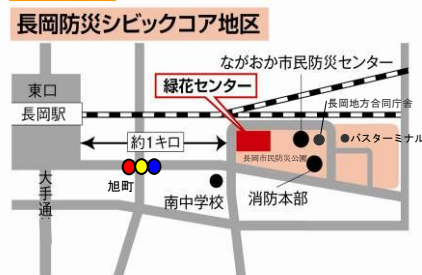 長岡防災シビックコア地区
ながおか市民防災センター
東口
緑花センター
長岡駅
長岡地方合同庁舎
バスターミナル
約1キロ
長岡市民防災公園
大手通
旭町
南中学校
消防本部